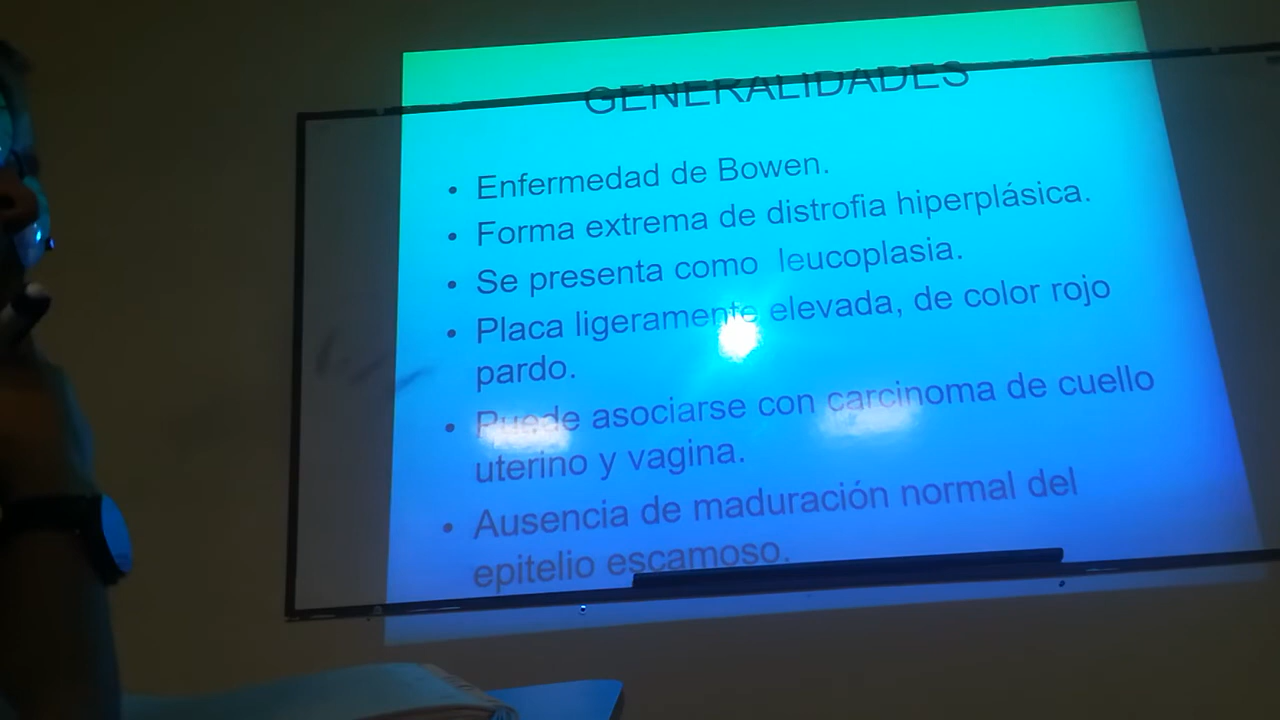 GENERALIDADES
• Enfermedad de Bowen.
• Forma extrema de distrofia hiperplásica.
• Se presenta como leucoplasia.
• Placa ligeramente elevada, de color rojo
pardo.
• Puede asociarse con carcinoma de cuello
uterino y vagina.
• Ausencia de maduración normal del
epitelio escamoso.